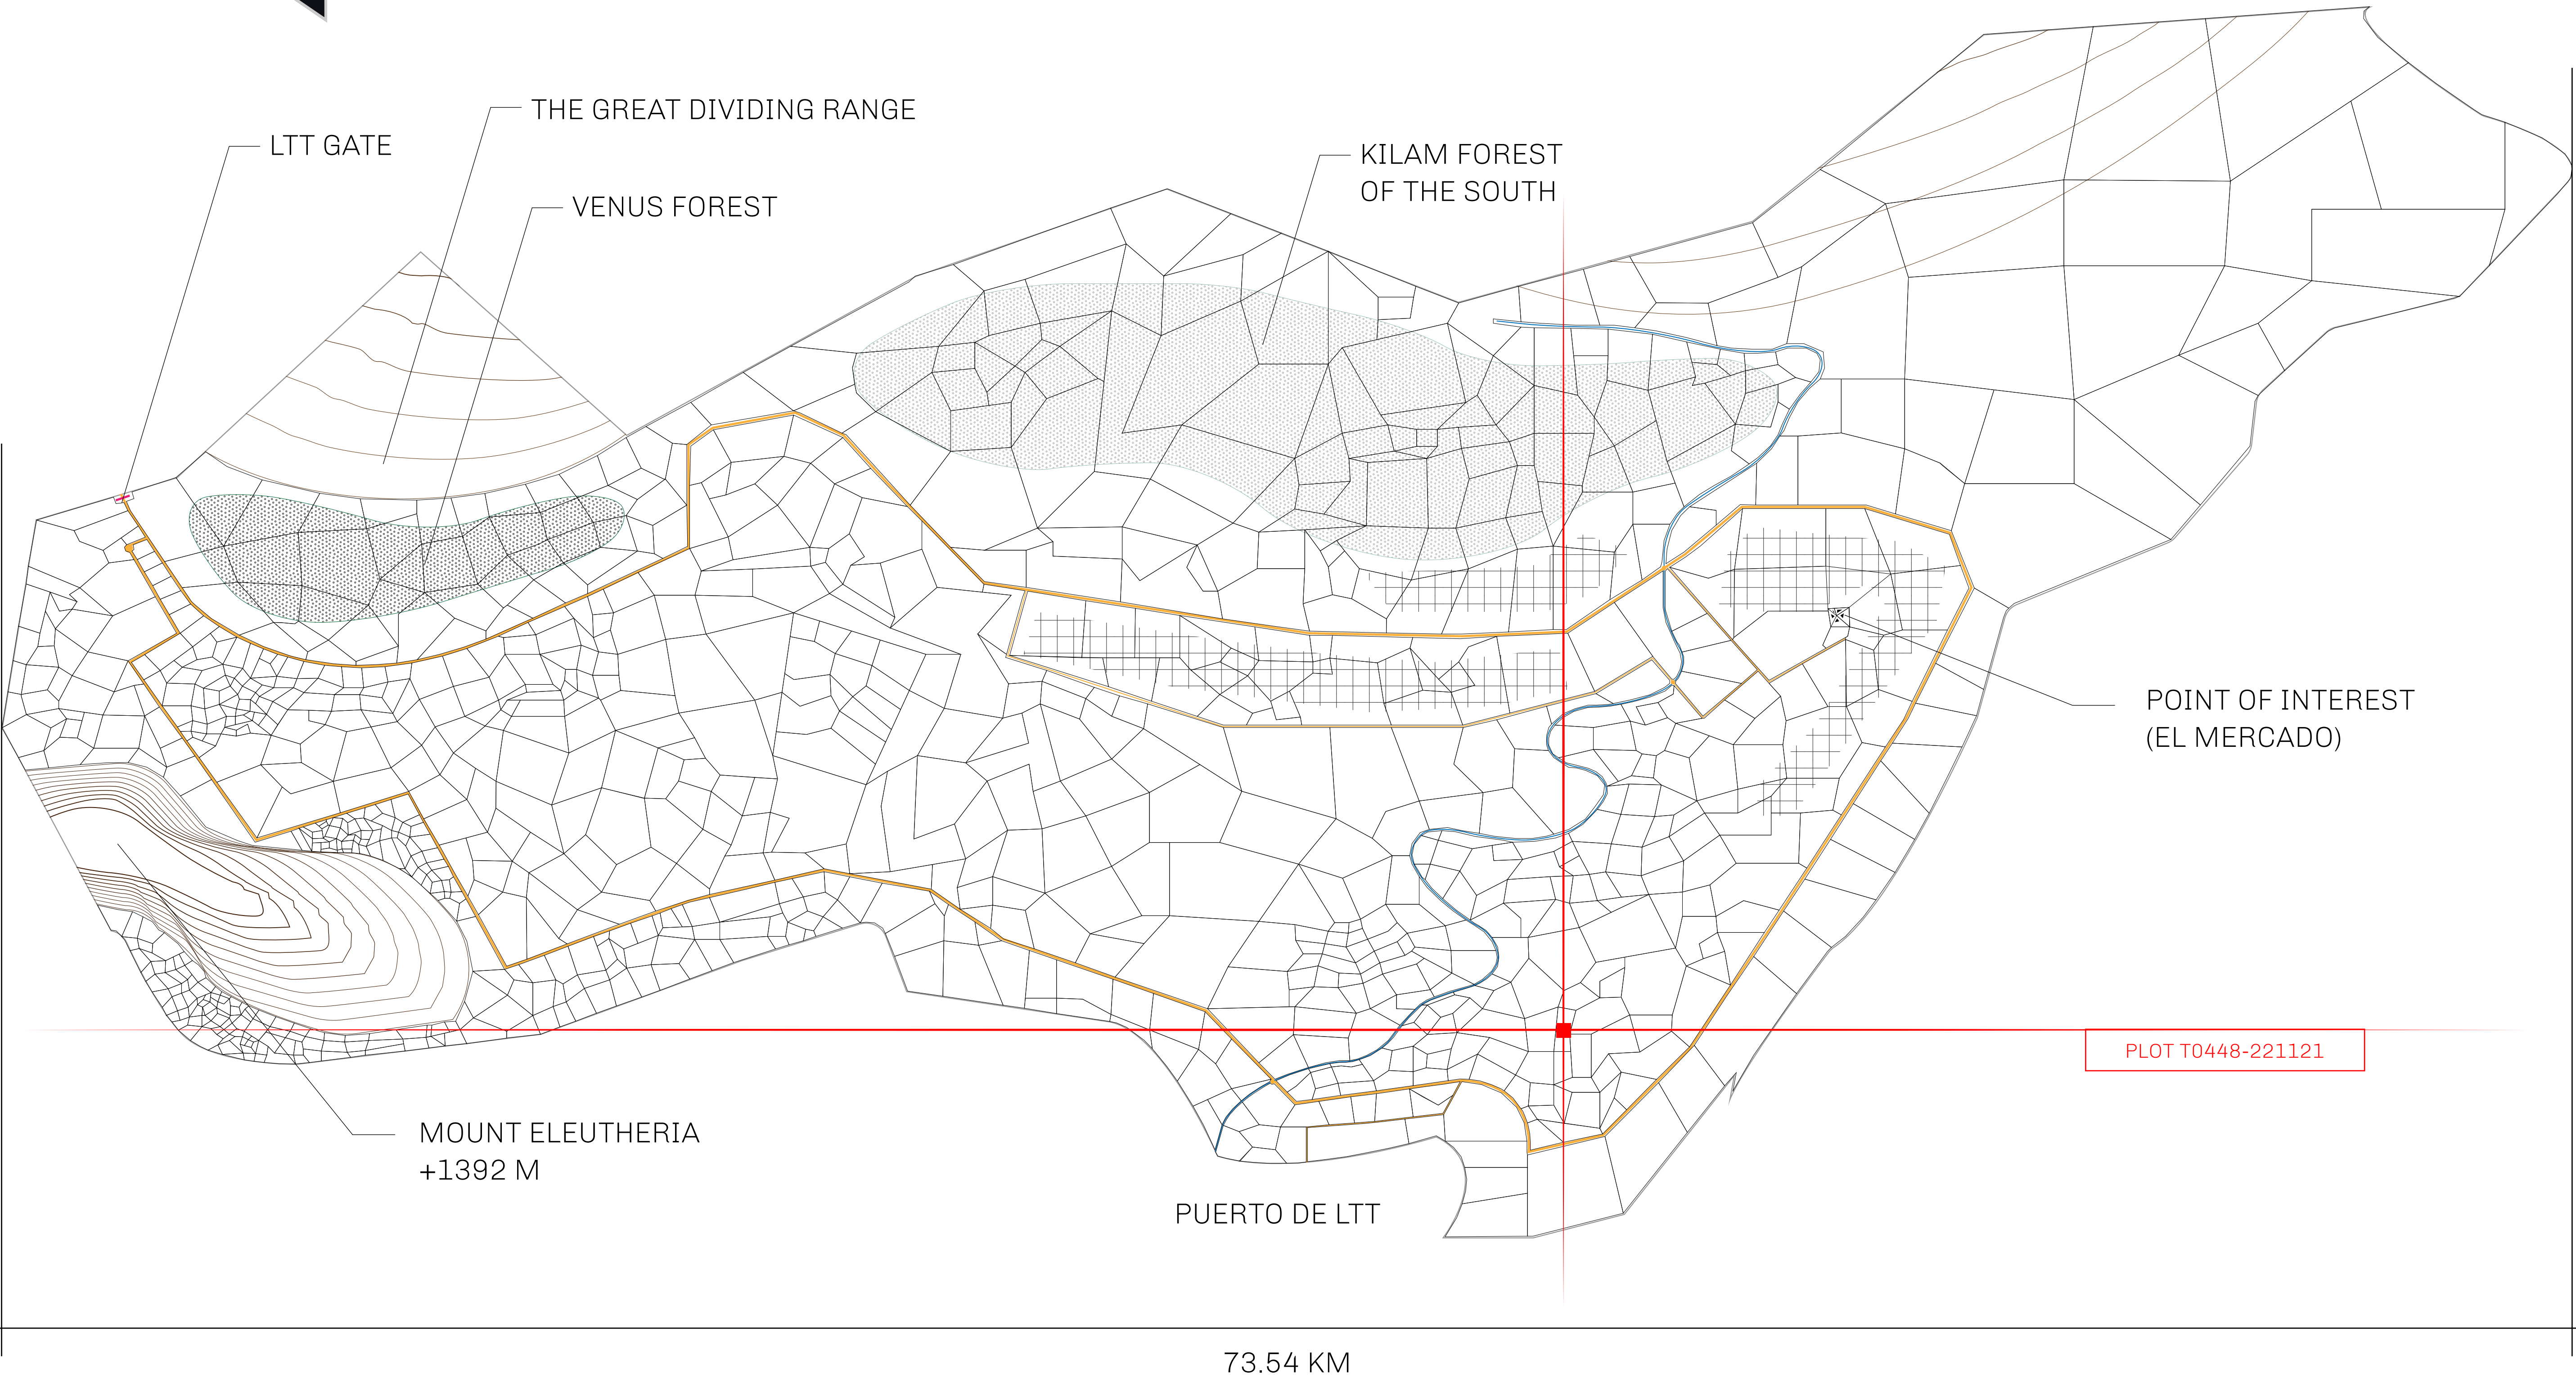 THE GREAT DIVIDING RANGE
LTT GATE
KILAM FOREST
OF THE SOUTH
VENUS FOREST
POINT OF INTEREST
(EL MERCADO)
PLOT T0448-221121
MOUNT ELEUTHERIA
+1392 M
PUERTO DE LTT
73.54 KM